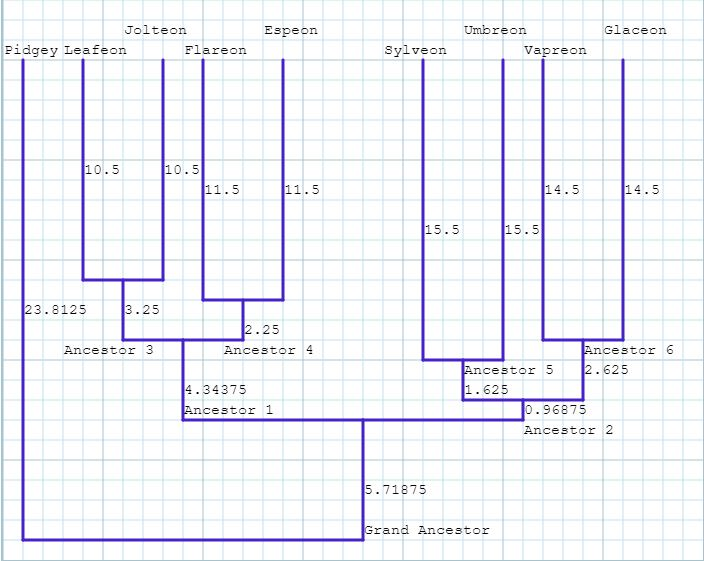 Jolteon Espeon Umbreon Glaceon
Pidgey Leafeon Flareon Sylveon Vapreon
10.5 10.5
11.5 11.5 14.5 14.5
15.5 15.5
23.8125 3.25
2.25
Ancestor 3 Ancestor 4 Ancestor 6
Ancestor 5 2.625
4.34375 1.625
Ancestor 1 0.96875
Ancestor 2
5.71875
Grand Ancestor